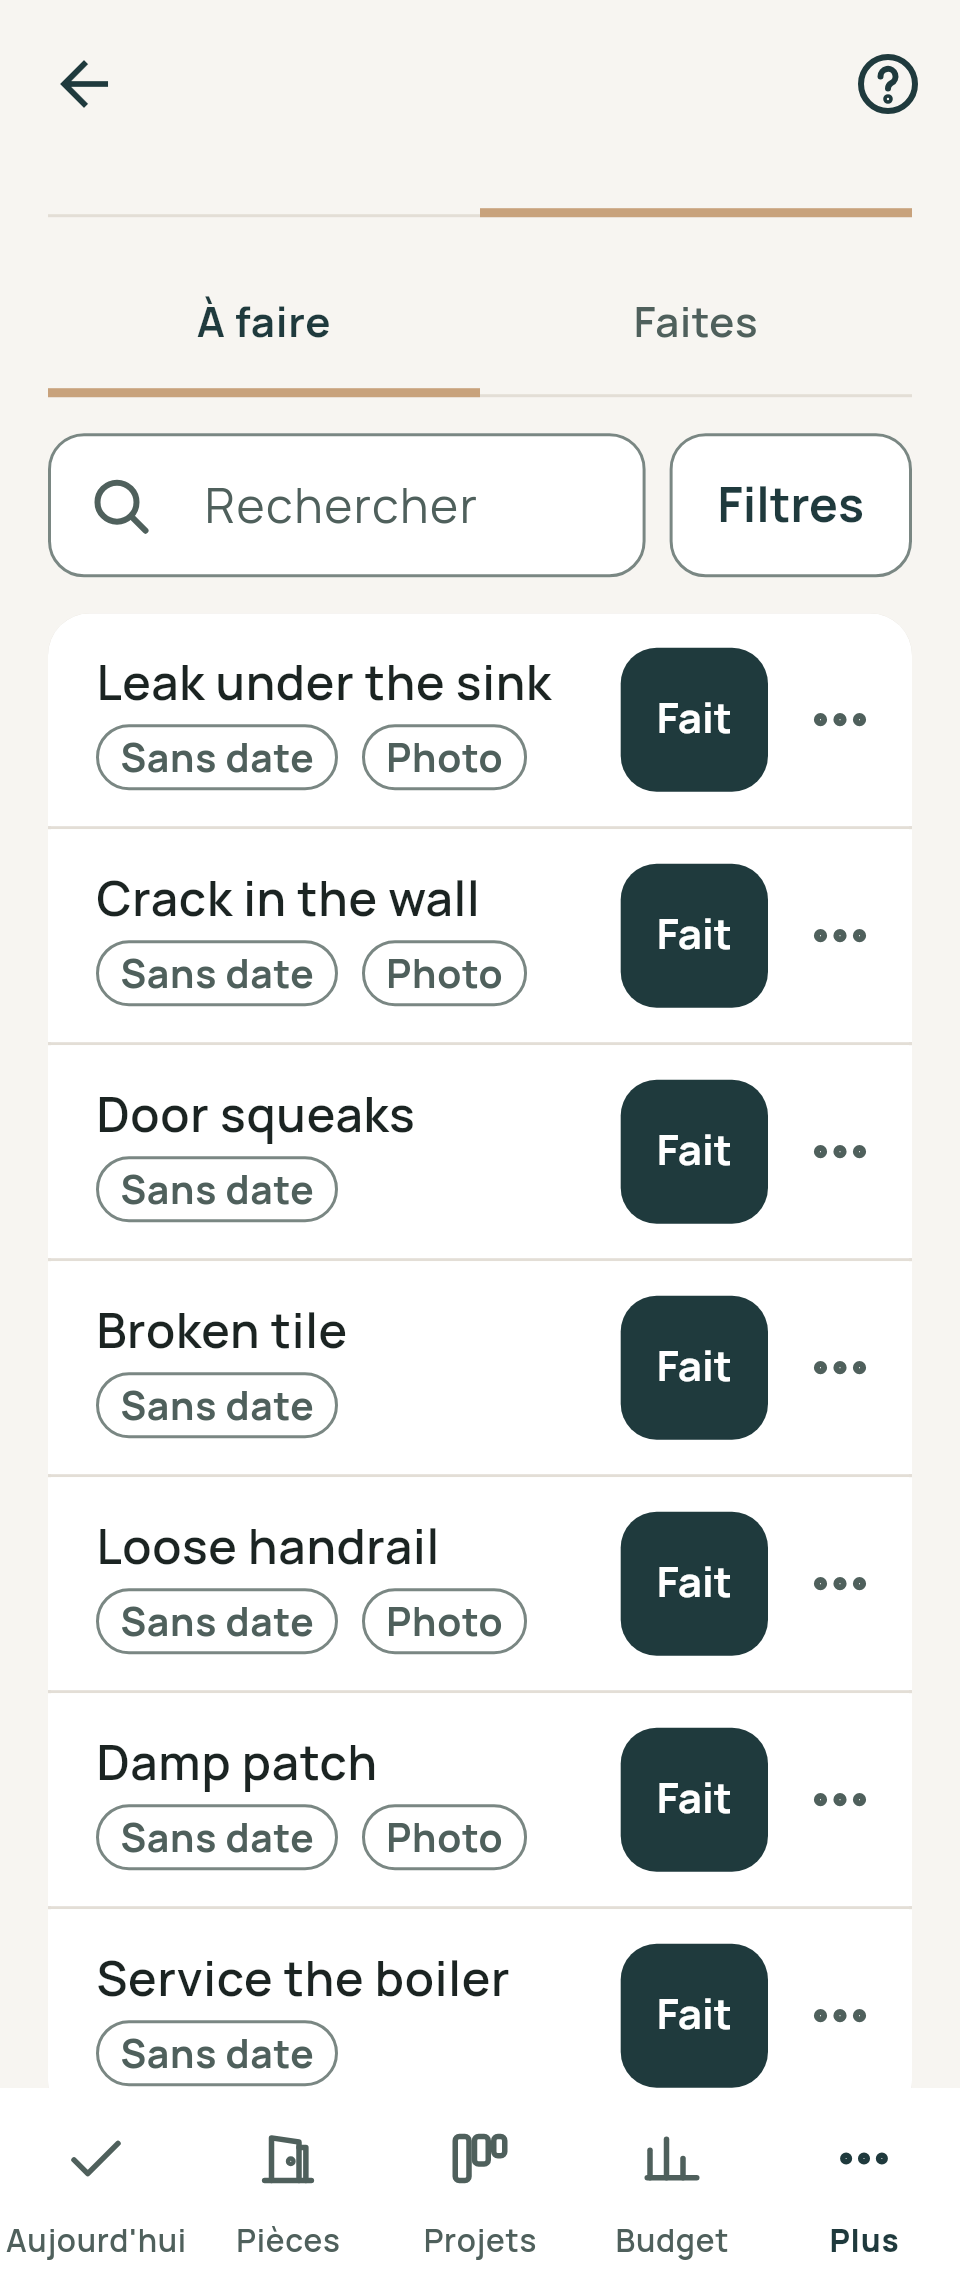 À faire
Faites
Rechercher
Filtres
Leak under the sink
Sans date
Photo
Fait
Crack in the wall
Sans date
Photo
Fait
Door squeaks
Sans date
Fait
Broken tile
Sans date
Fait
Loose handrail
Sans date
Photo
Fait
Damp patch
Sans date
Photo
Fait
Service the boiler
Sans date
Fait
Aujourd'hui
Pièces
Projets
Budget
Plus